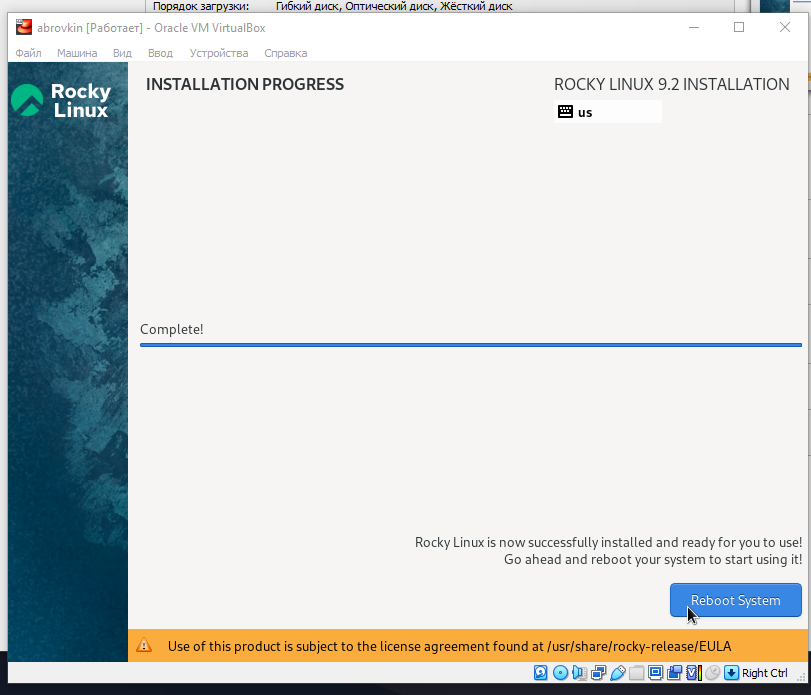 Порядок загрузки: Гибкий диск, Оптический диск, Жёсткий диск
abrovkin [Работает] - Oracle VM VirtualBox
Файл Машина Вид Ввод Устройства Справка
Rocky
Linux
INSTALLATION PROGRESS
ROCKY LINUX 9.2 INSTALLATION
us
Complete!
Rocky Linux is now successfully installed and ready for you to use!
Go ahead and reboot your system to start using it!
Reboot System
Use of this product is subject to the license agreement found at /usr/share/rocky-release/EULA
Right Ctrl